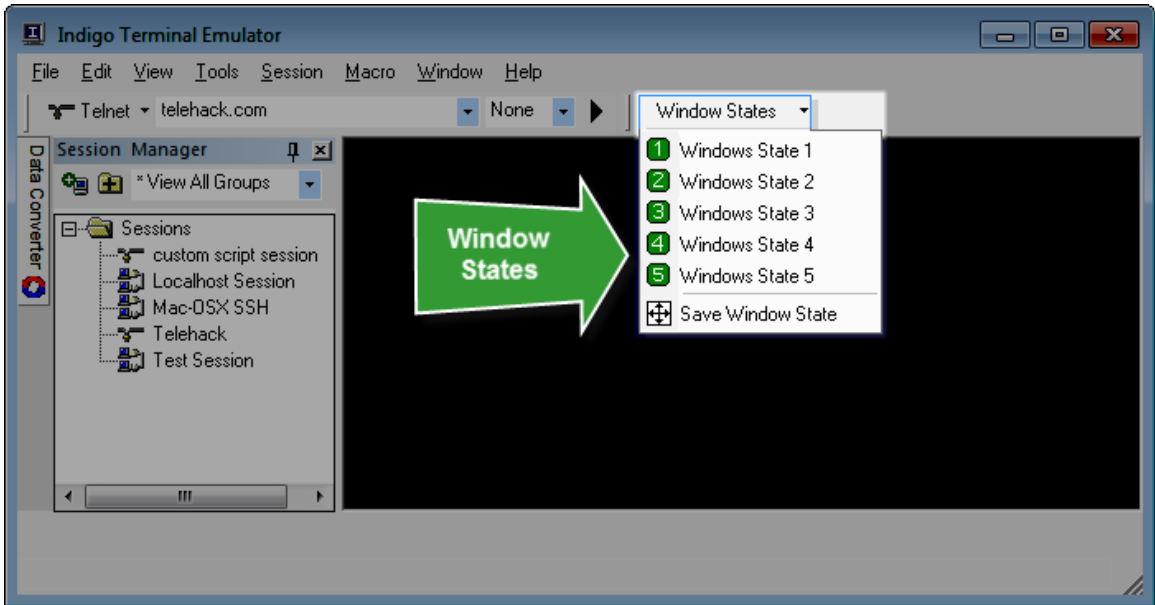 Indigo Terminal Emulator
File Edit View Tools Session Macro Window Help
Telnet telehack.com None Window States
Data Converter
Session Manager
* View All Groups
Sessions
custom script session
Localhost Session
Mac-OSX SSH
Telehack
Test Session
Window
States
1 Windows State 1
2 Windows State 2
3 Windows State 3
4 Windows State 4
5 Windows State 5
Save Window State